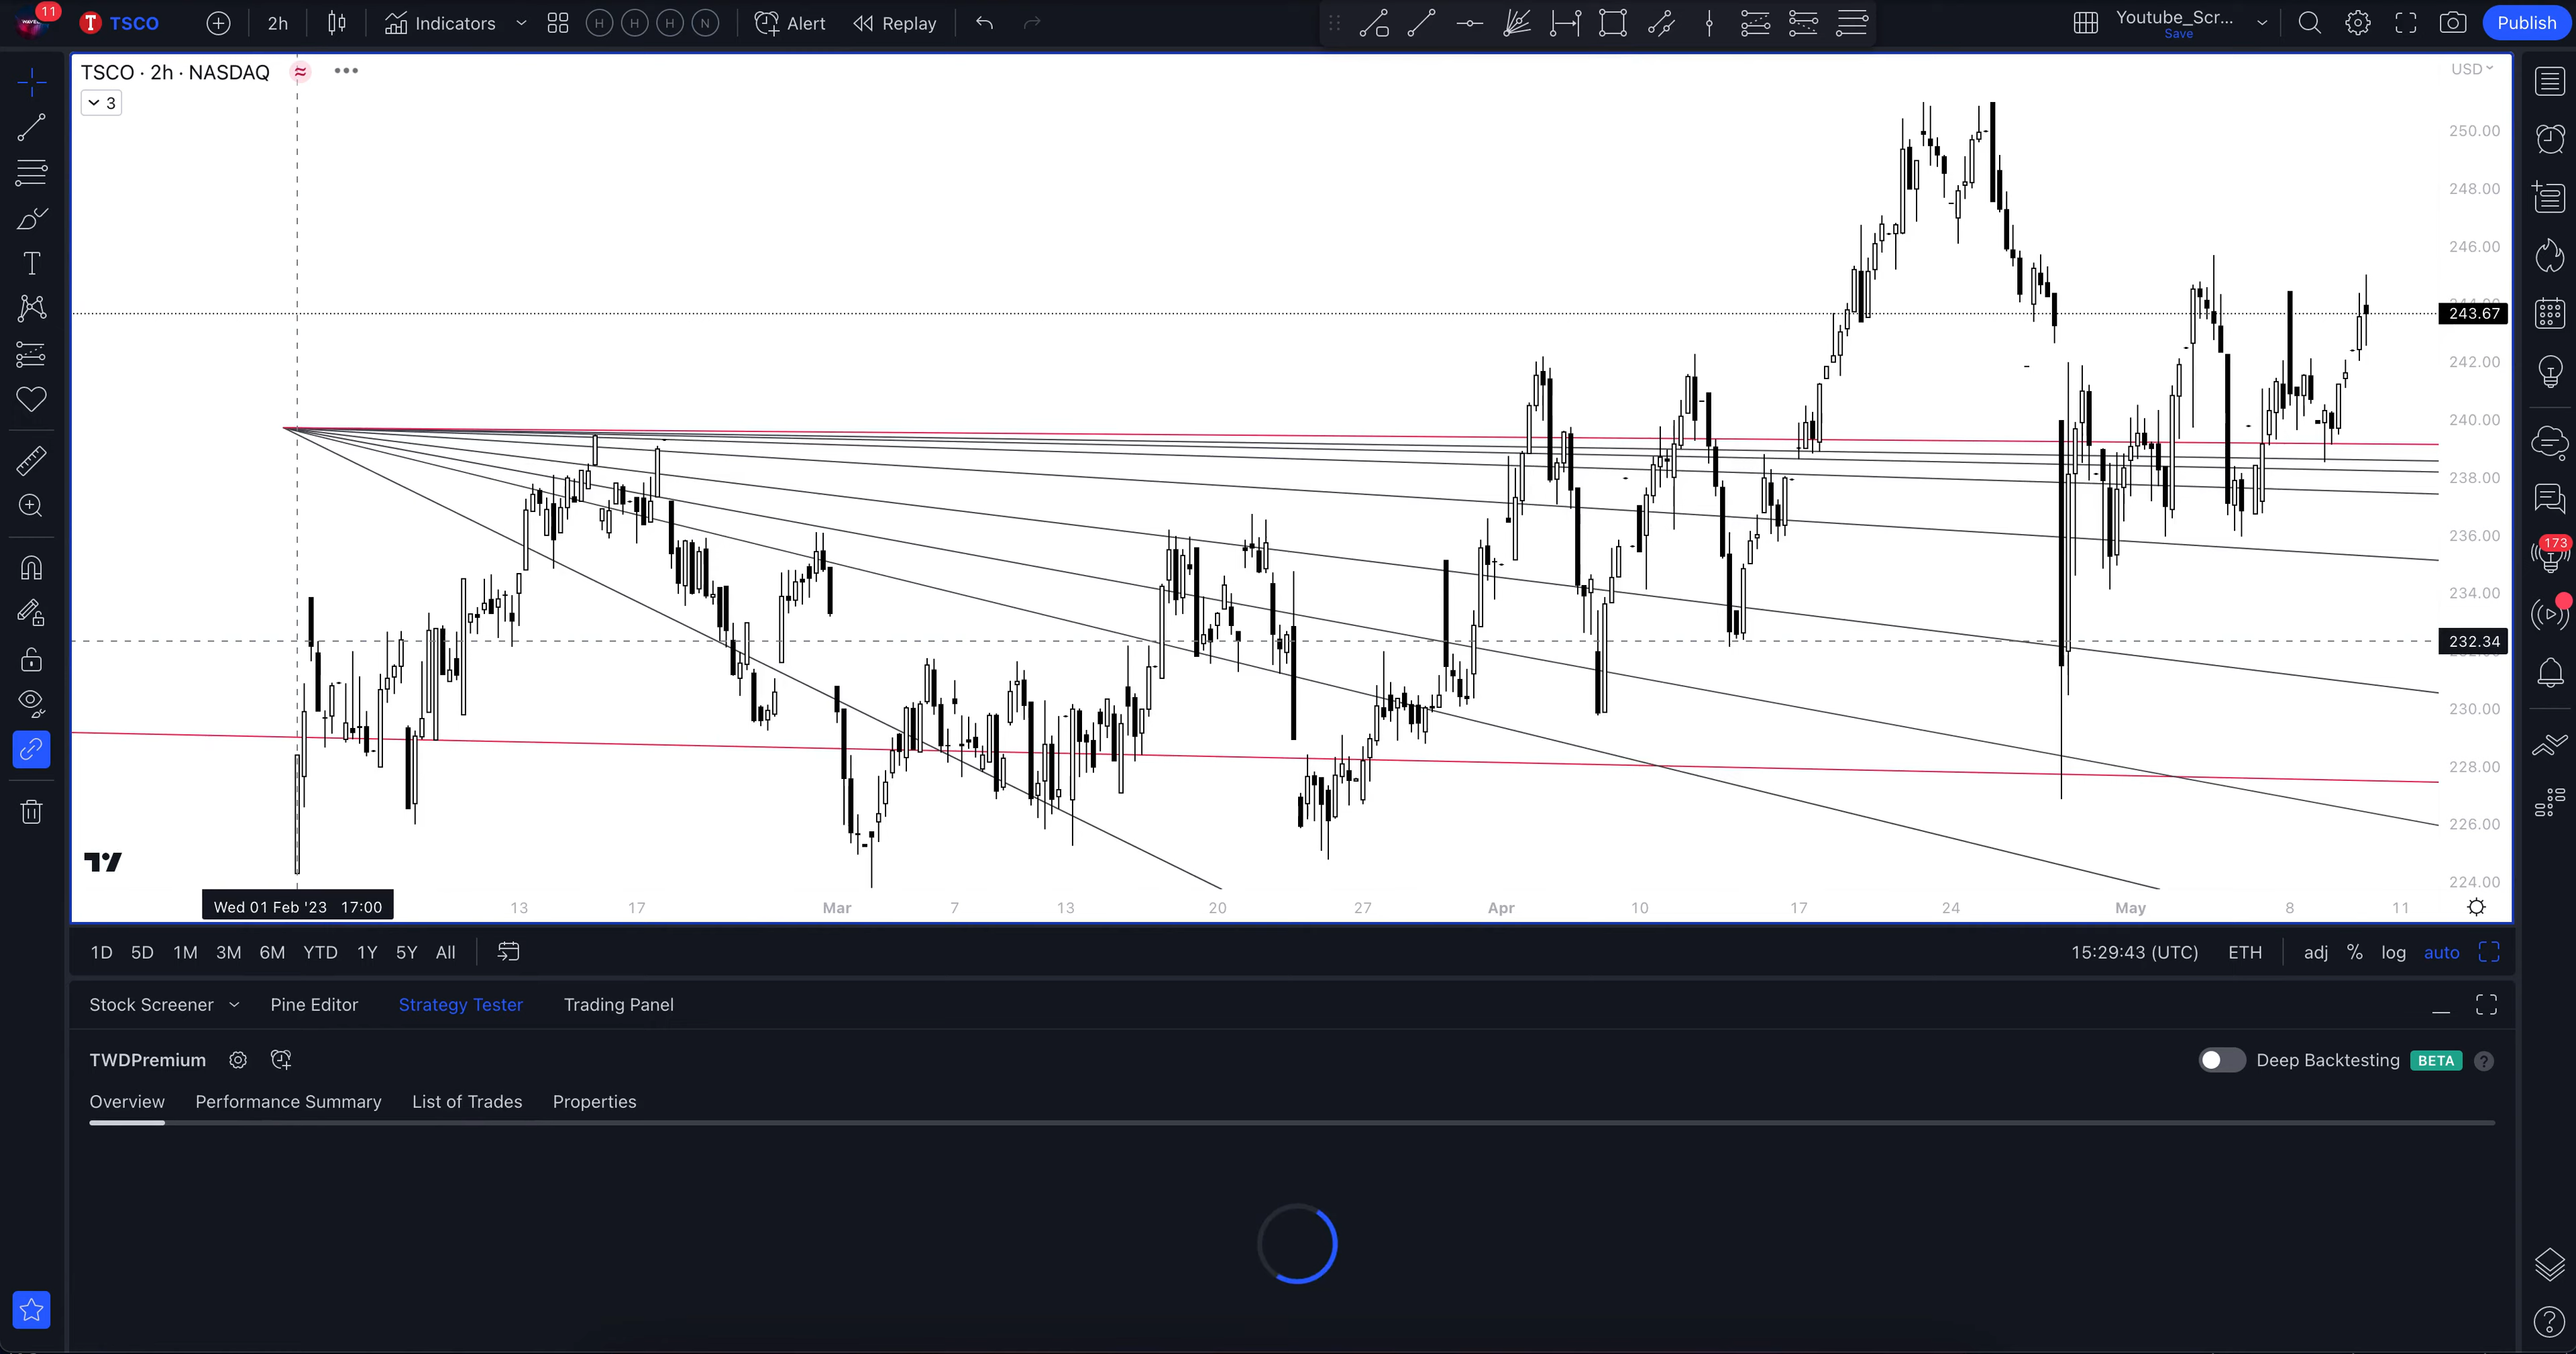 11
T TSCO 2h Indicators H H H N Alert Replay Youtube_Scr... Save Publish
TSCO · 2h · NASDAQ
3
USD
250.00
248.00
246.00
243.67
242.00
240.00
238.00
236.00
234.00
232.34
230.00
228.00
226.00
224.00
Wed 01 Feb '23 17:00 13 17 Mar 7 13 20 27 Apr 10 17 24 May 8 11
173
1D 5D 1M 3M 6M YTD 1Y 5Y All 15:29:43 (UTC) ETH adj % log auto
Stock Screener Pine Editor Strategy Tester Trading Panel
TWDPremium Deep Backtesting BETA ?
Overview Performance Summary List of Trades Properties